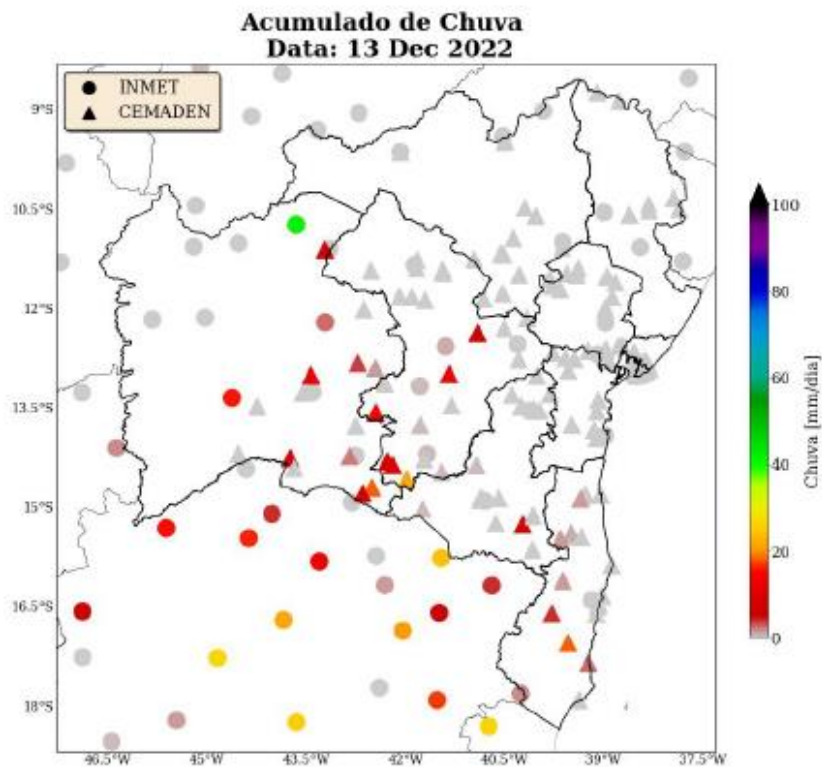 Acumulado de Chuva
Data: 13 Dec 2022
INMET
CEMADEN
9°S
10.5°S
12°S
13.5°S
15°S
16.5°S
18°S
46.5°W
45°W
43.5°W
42°W
40.5°W
39°W
37.5°W
100
80
60
40
20
0
Chuva [mm/dia]